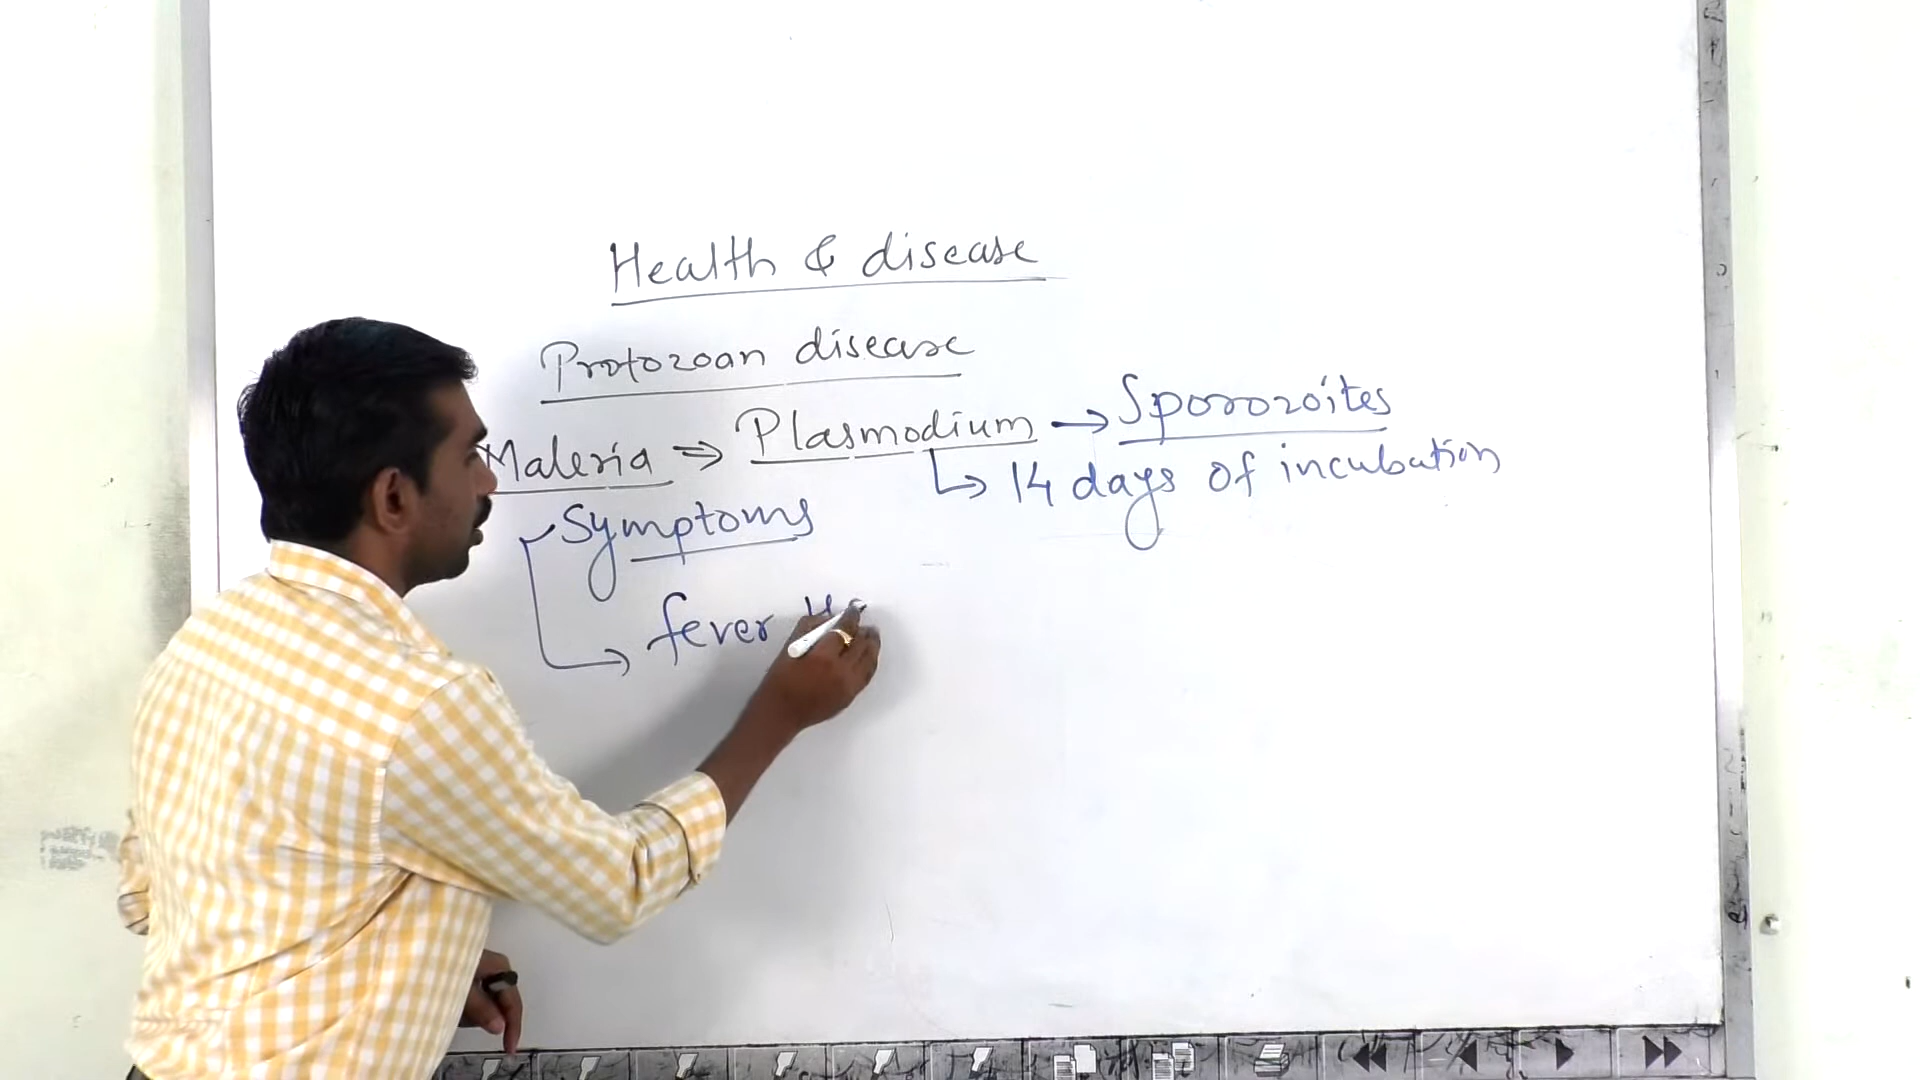 Health & disease
Protozoan disease
Maleria ⇒ Plasmodium → Sporozoites
↳ 14 days of incubation
Symptoms
→ fever